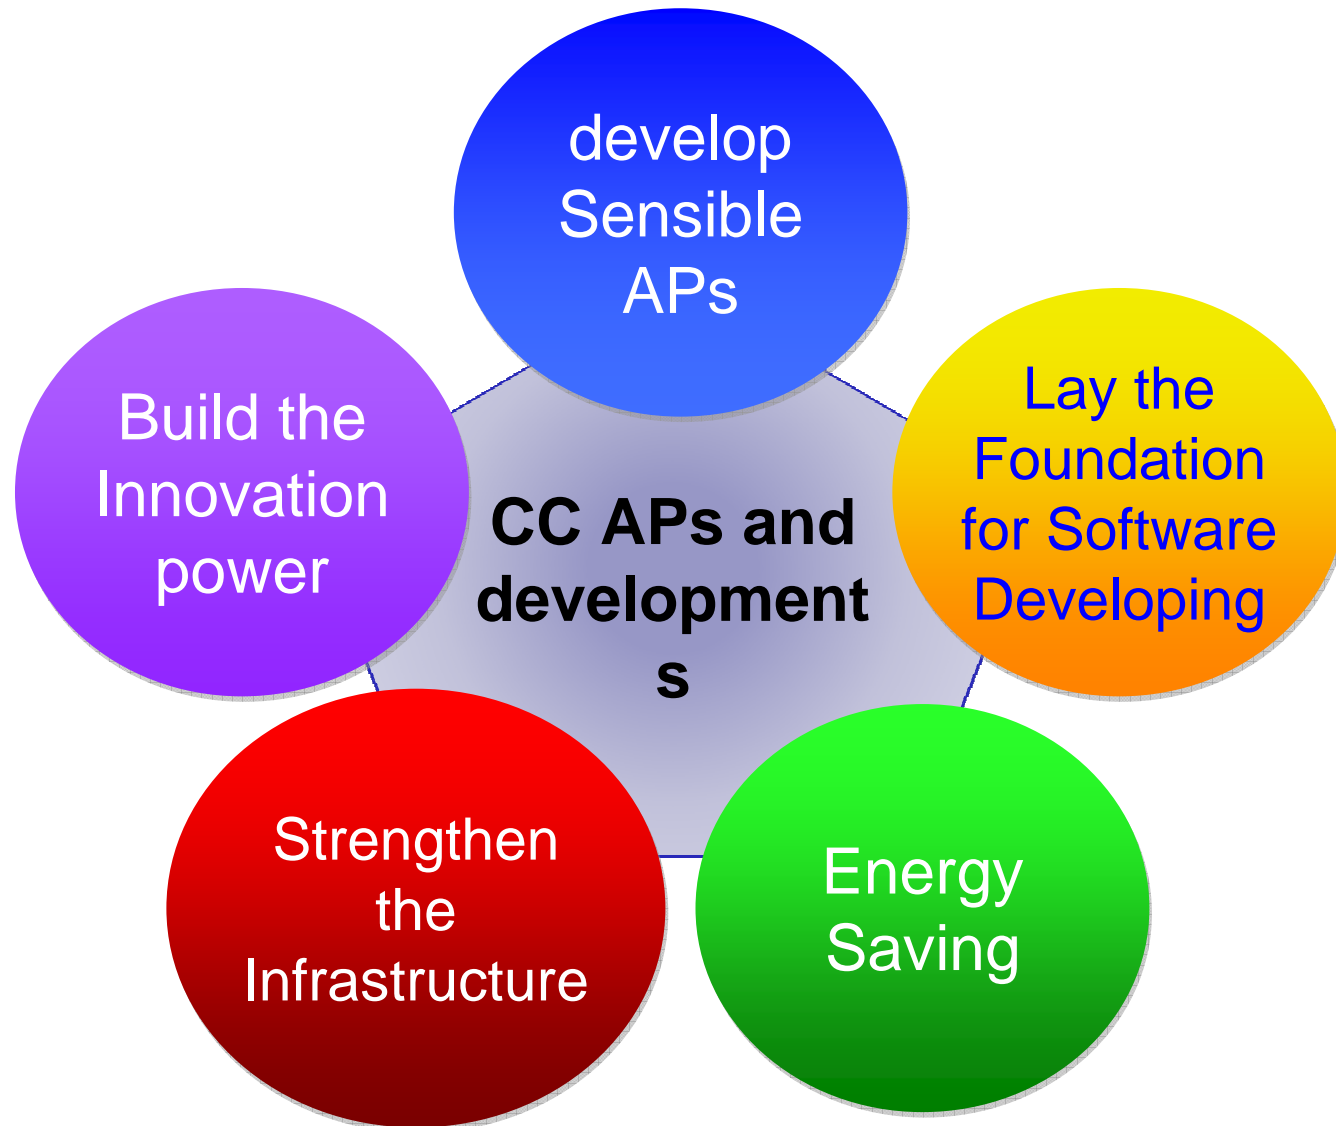 develop
Sensible
APs
Build the
Innovation
power
Lay the
Foundation
for Software
Developing
CC APs and
development
s
Strengthen
the
Infrastructure
Energy
Saving